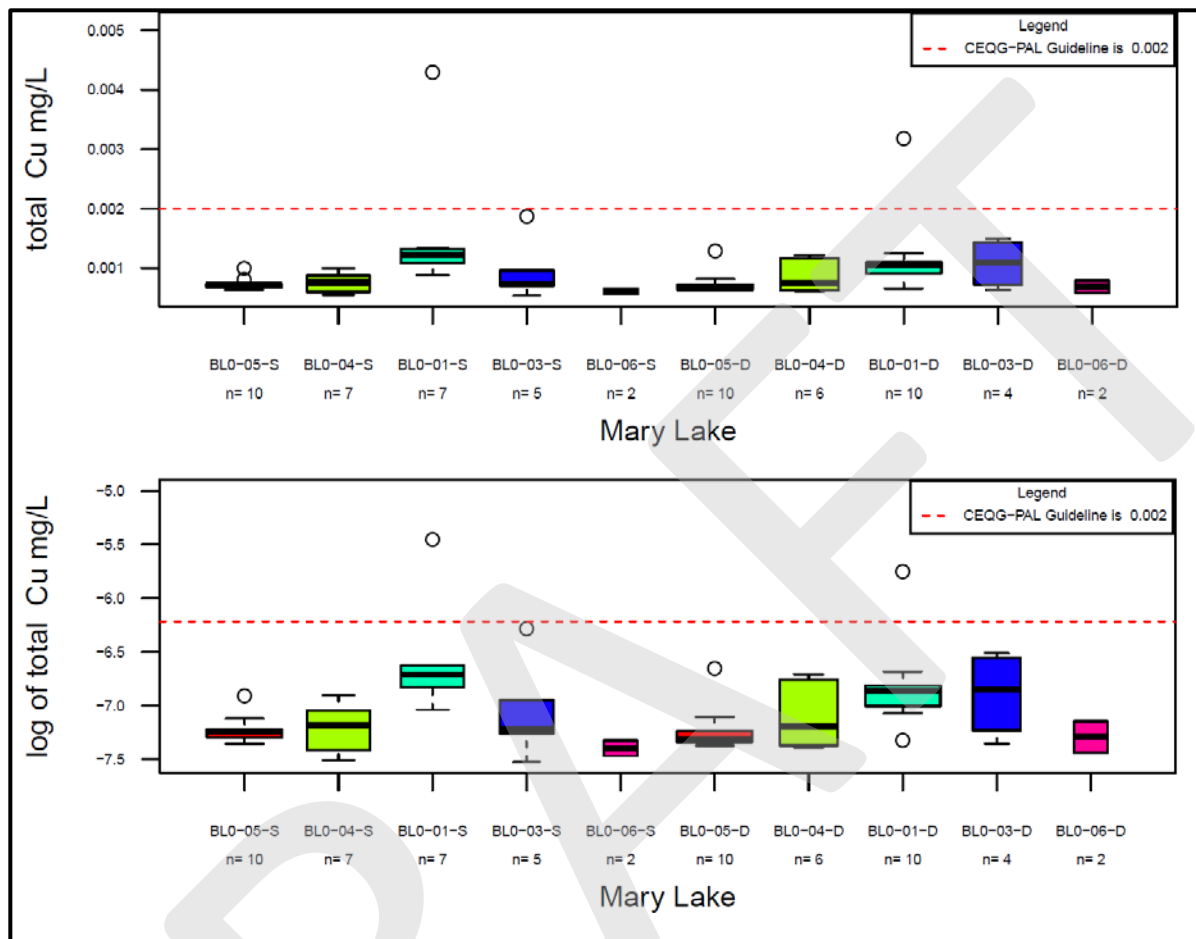 Legend
CEQG-PAL Guideline is 0.002
total Cu mg/L
0.005
0.004
0.003
0.002
0.001
BL0-05-S BL0-04-S BL0-01-S BL0-03-S BL0-06-S BL0-05-D BL0-04-D BL0-01-D BL0-03-D BL0-06-D
n= 10 n= 7 n= 7 n= 5 n= 2 n= 10 n= 6 n= 10 n= 4 n= 2
Mary Lake
Legend
CEQG-PAL Guideline is 0.002
log of total Cu mg/L
-5.0
-5.5
-6.0
-6.5
-7.0
-7.5
BL0-05-S BL0-04-S BL0-01-S BL0-03-S BL0-06-S BL0-05-D BL0-04-D BL0-01-D BL0-03-D BL0-06-D
n= 10 n= 7 n= 7 n= 5 n= 2 n= 10 n= 6 n= 10 n= 4 n= 2
Mary Lake
DRAFT